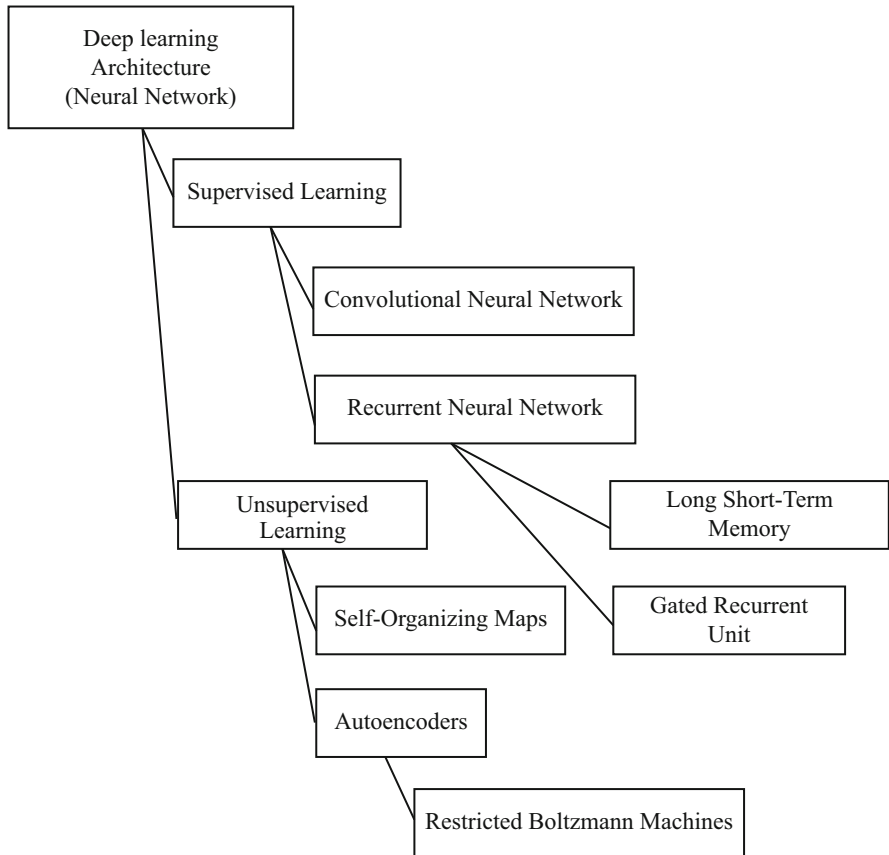 Deep learning
Architecture
(Neural Network)
Supervised Learning
Convolutional Neural Network
Recurrent Neural Network
Unsupervised
Learning
Long Short-Term
Memory
Self-Organizing Maps
Gated Recurrent
Unit
Autoencoders
Restricted Boltzmann Machines